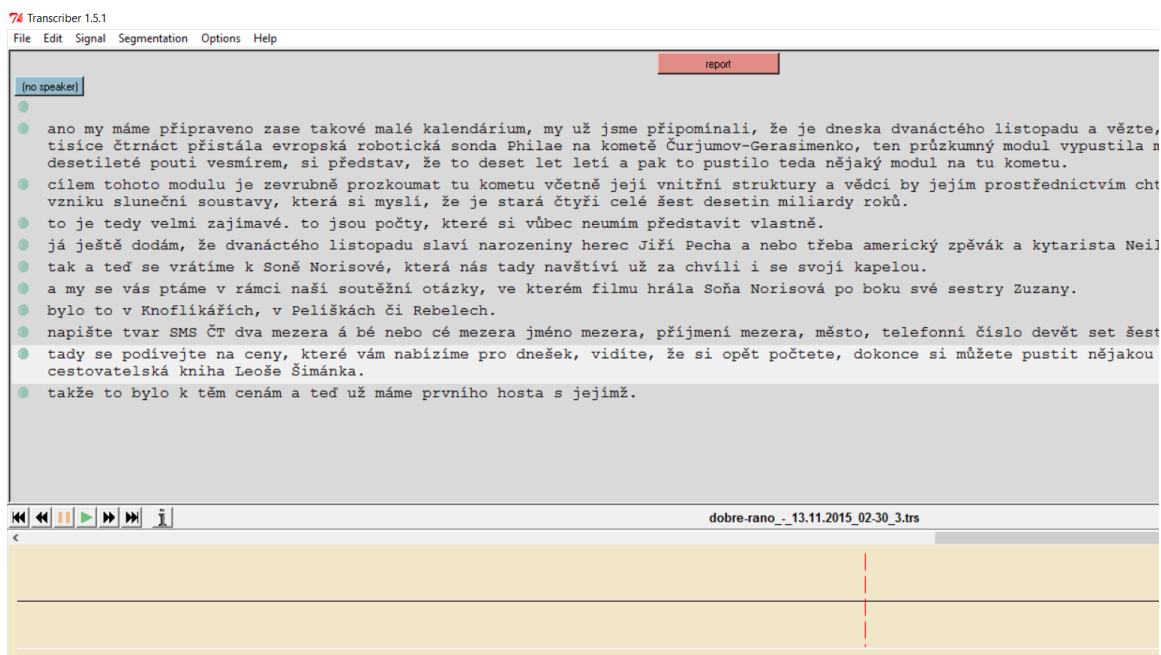 Transcriber 1.5.1
File Edit Signal Segmentation Options Help
report
(no speaker)
ano my máme připraveno zase takové malé kalendárium, my už jsme připomínali, že je dneska dvanáctého listopadu a vězte,
tisíce čtrnáct přistála evropská robotická sonda Philae na kometě Čurjumov-Gerasimenko, ten průzkumný modul vypustila
desetileté pouti vesmírem, si představ, že to deset let letí a pak to pustilo teda nějaký modul na tu kometu.
cílem tohoto modulu je zevrubně prozkoumat tu kometu včetně její vnitřní struktury a vědci by jejím prostřednictvím
vzniku sluneční soustavy, která si myslí, že je stará čtyři celé šest desetin miliardy roků.
to je tedy velmi zajímavé. to jsou počty, které si vůbec neumím představit vlastně.
já ještě dodám, že dvanáctého listopadu slaví narozeniny herec Jiří Pecha a nebo třeba americký zpěvák a kytarista
tak a teď se vrátíme k Soně Norisové, která nás tady navštíví už za chvíli i se svojí kapelou.
a my se vás ptáme v rámci naší soutěžní otázky, ve kterém filmu hrála Soňa Norisová po boku své sestry Zuzany.
bylo to v Knoflíkářích, v Pelíškách či Rebelech.
napište tvar SMS ČT dva mezera á bé nebo cé mezera jméno mezera, příjmení mezera, město, telefonní číslo devět set
tady se podívejte na ceny, které vám nabízíme pro dnešek, vidíte, že si opět počtete, dokonce si můžete pustit nějakou
cestovatelská kniha Leoše Šimánka.
takže to bylo k těm cenám a teď už máme prvního hosta s jejímž.
dobre-rano_-_13.11.2015_02-30_3.trs